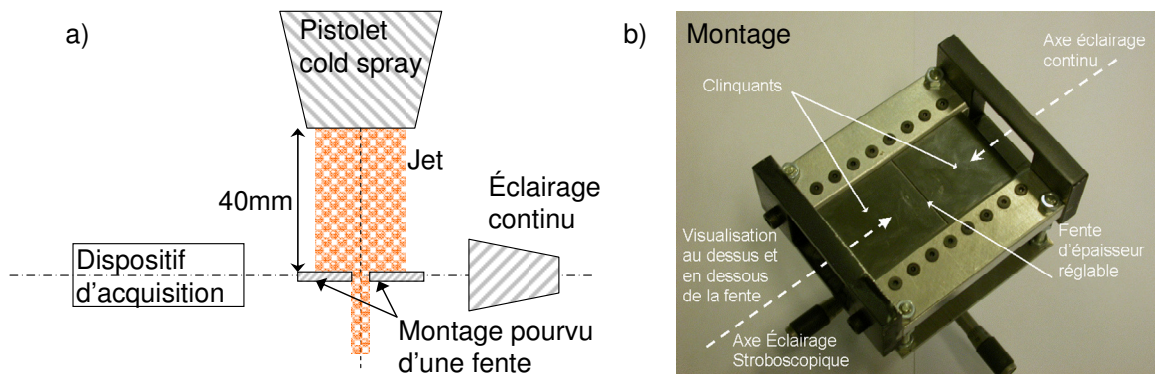 a)
Pistolet
cold spray
Jet
40mm
Éclairage
continu
Dispositif
d'acquisition
Montage pourvu
d'une fente
b)
Montage
Axe éclairage
continu
Clinquants
Visualisation
au dessus et
en dessous
de la fente
Fente
d'épaisseur
réglable
Axe Éclairage
Stroboscopique